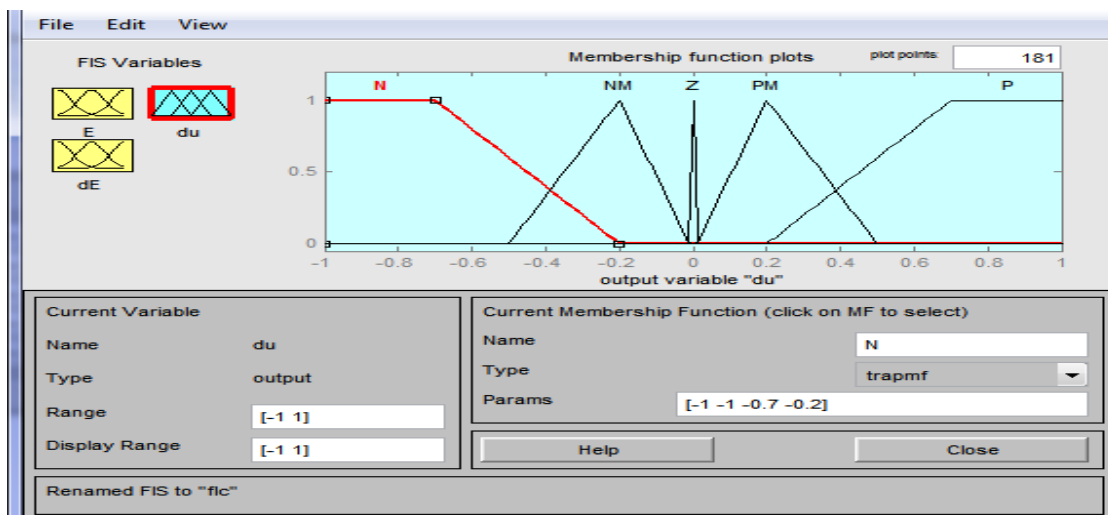 File Edit View
FIS Variables
Membership function plots
plot points:
181
E
du
dE
N
NM
Z
PM
P
1
0.5
0
-1 -0.8 -0.6 -0.4 -0.2 0 0.2 0.4 0.6 0.8 1
output variable "du"
Current Variable
Name du
Type output
Range [-1 1]
Display Range [-1 1]
Current Membership Function (click on MF to select)
Name N
Type trapmf
Params [-1 -1 -0.7 -0.2]
Help Close
Renamed FIS to "flc"